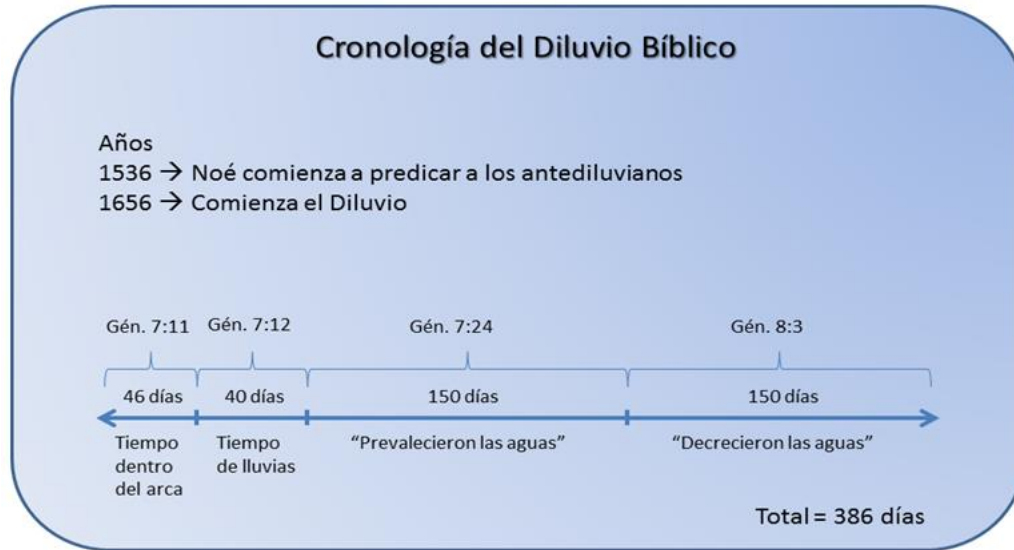 Cronología del Diluvio Bíblico
Años
1536 → Noé comienza a predicar a los antediluvianos
1656 → Comienza el Diluvio
Gén. 7:11 Gén. 7:12 Gén. 7:24 Gén. 8:3
46 días 40 días 150 días 150 días
Tiempo Tiempo “Prevalecieron las aguas” “Decrecieron las aguas”
dentro de lluvias
del arca
Total = 386 días